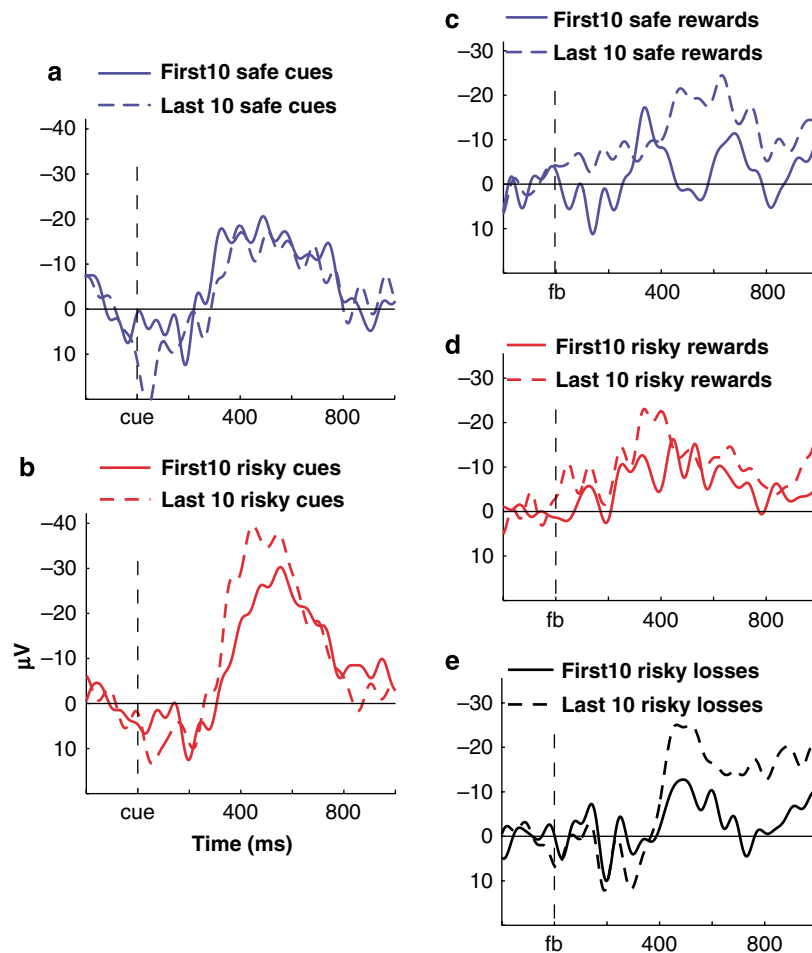 a
First10 safe cues
Last 10 safe cues
−40
−30
−20
−10
0
10
cue 400 800
b
First10 risky cues
Last 10 risky cues
−40
−30
−20
−10
0
10
μV
cue 400 800
Time (ms)
c
First10 safe rewards
Last 10 safe rewards
−30
−20
−10
0
10
fb 400 800
d
First10 risky rewards
Last 10 risky rewards
−30
−20
−10
0
10
fb 400 800
e
First10 risky losses
Last 10 risky losses
−30
−20
−10
0
10
fb 400 800